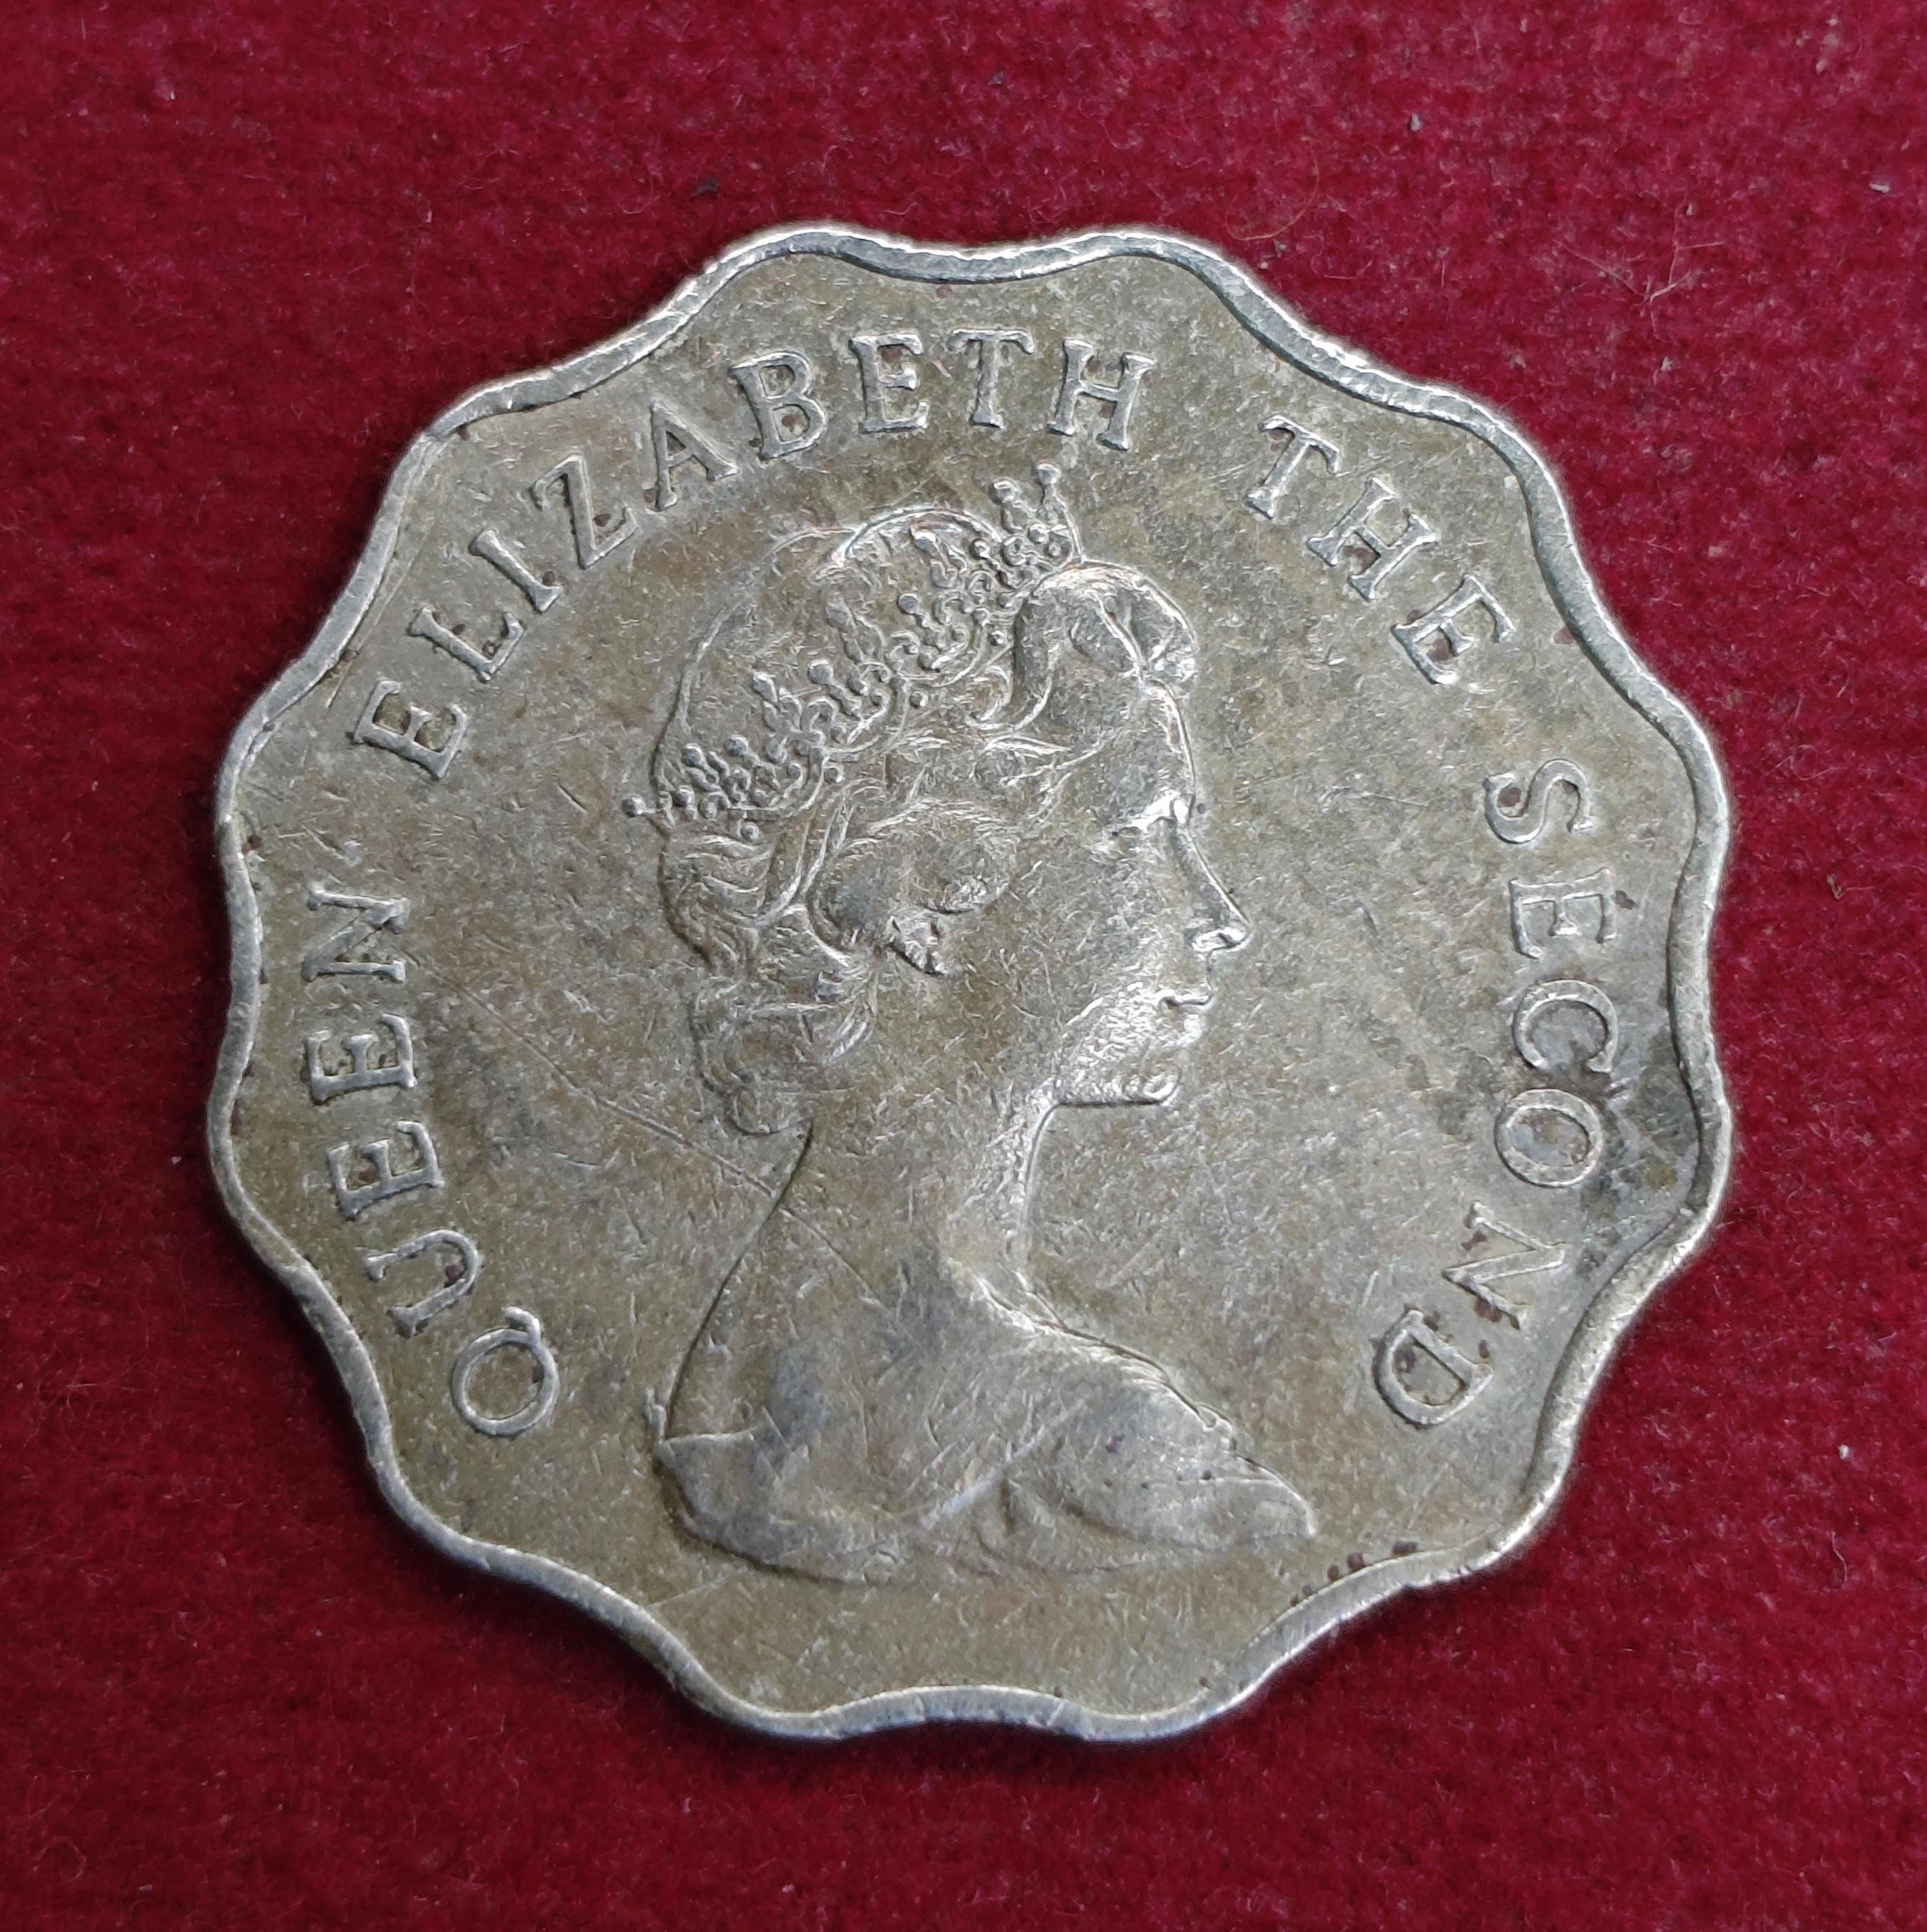 QUEEN ELIZABETH THE SECOND